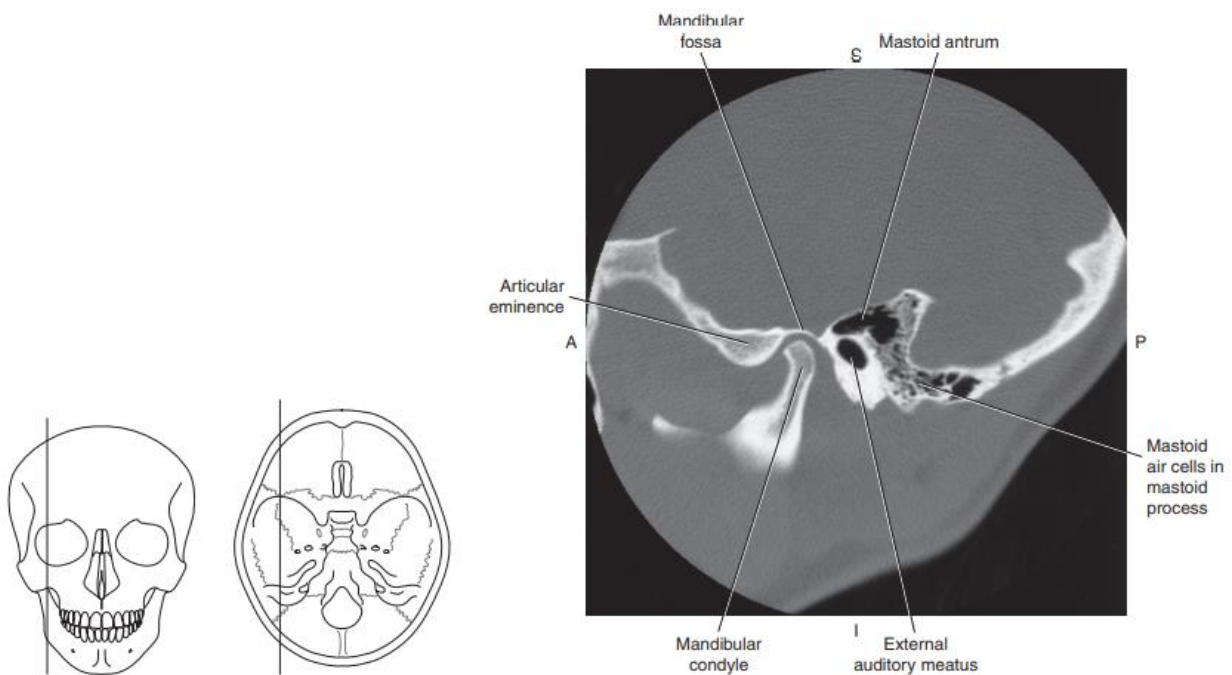 Mandibular
fossa
Mastoid antrum
S
Articular
eminence
A
P
Mastoid
air cells in
mastoid
process
I
Mandibular
condyle
External
auditory meatus